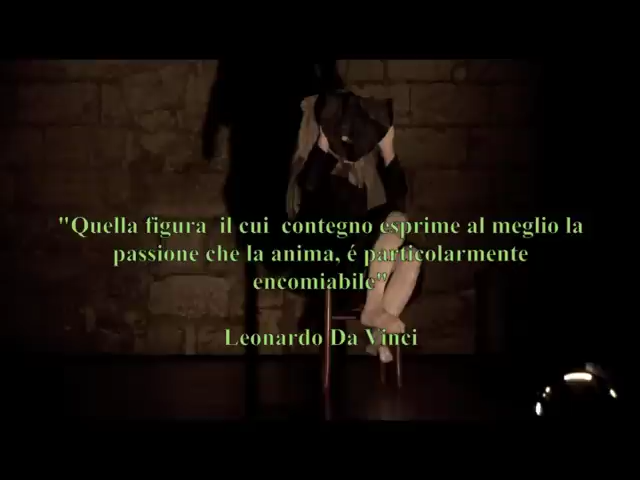 "Quella figura il cui contegno esprime al meglio la
passione che la anima, é particolarmente
encomiabile"
Leonardo Da Vinci